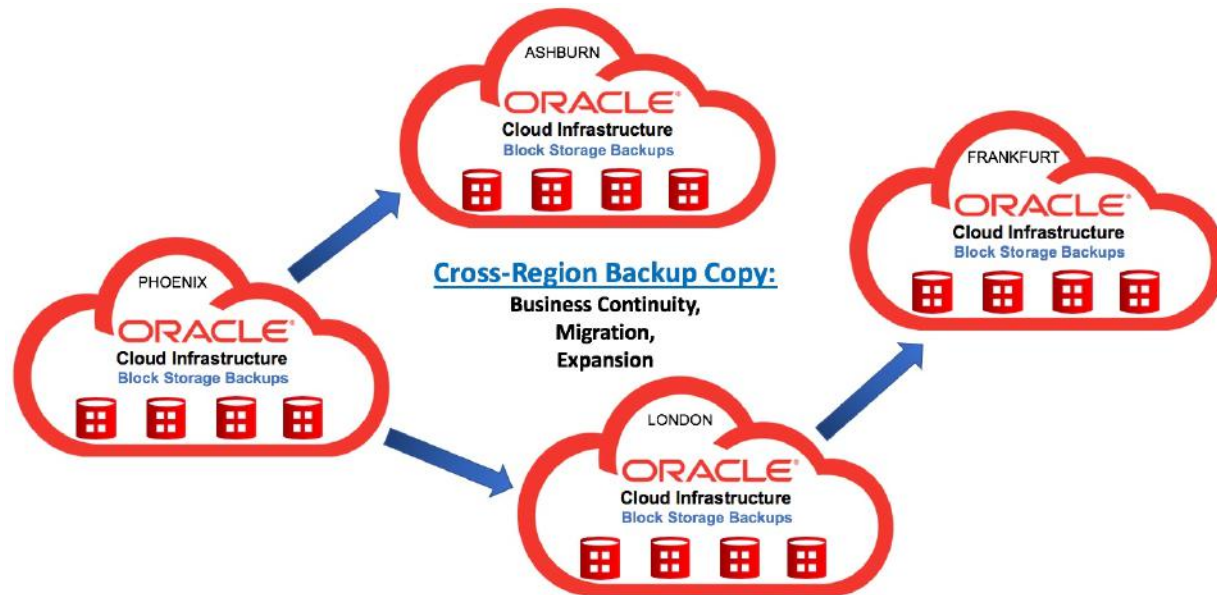 ASHBURN
ORACLE®
Cloud Infrastructure
Block Storage Backups
FRANKFURT
ORACLE®
Cloud Infrastructure
Block Storage Backups
PHOENIX
ORACLE®
Cloud Infrastructure
Block Storage Backups
Cross-Region Backup Copy:
Business Continuity,
Migration,
Expansion
LONDON
ORACLE®
Cloud Infrastructure
Block Storage Backups